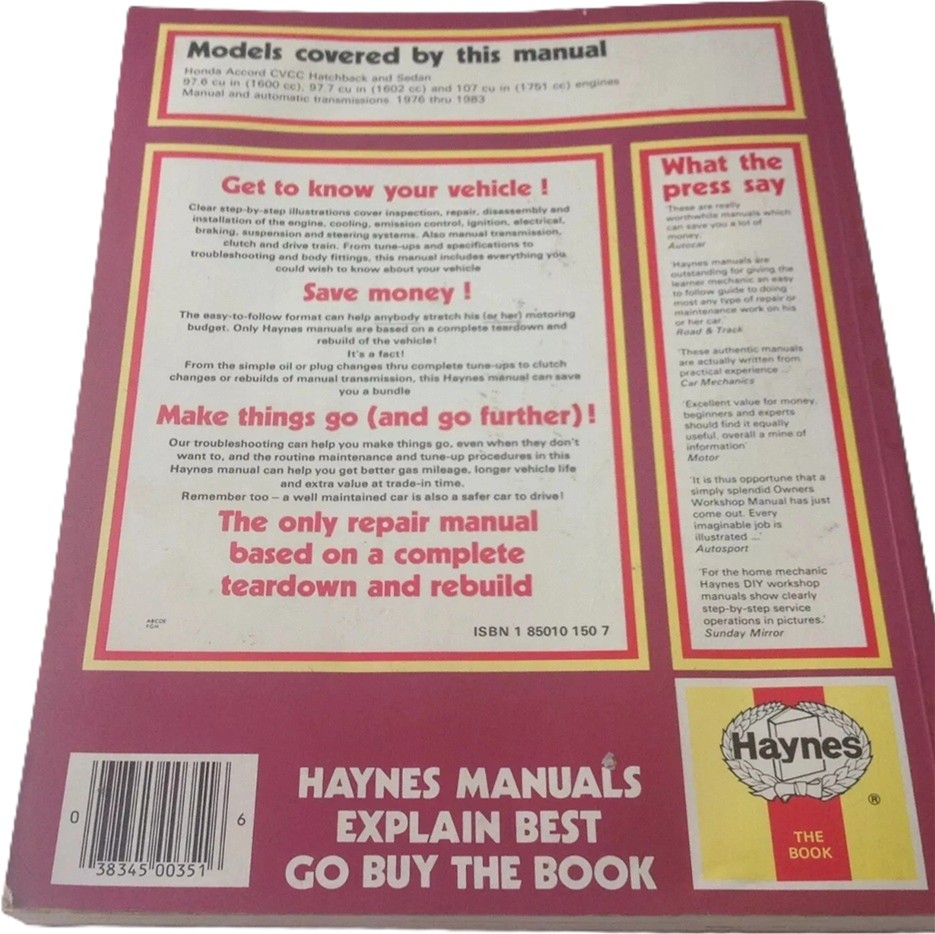 Models covered by this manual
Honda Accord CVCC Hatchback and Sedan
97.6 cu in (1600 cc), 97.7 cu in (1602 cc) and 107 cu in (1751 cc) engines
Manual and automatic transmissions 1976 thru 1983
Get to know your vehicle !
Clear step-by-step illustrations cover inspection, repair, disassembly and
installation of the engine, cooling, emission control, ignition, electrical,
braking, suspension and steering systems. Also manual transmission,
clutch and drive train. From tune-ups and specifications to
troubleshooting and body fittings, this manual includes everything you
could wish to know about your vehicle
Save money !
The easy-to-follow format can help anybody stretch his (or her) motoring
budget. Only Haynes manuals are based on a complete teardown and
rebuild of the vehicle!
It's a fact!
From the simple oil or plug changes thru complete tune-ups to clutch
changes or rebuilds of manual transmission, this Haynes manual can save
you a bundle
Make things go (and go further) !
Our troubleshooting can help you make things go, even when they don't
want to, and the routine maintenance and tune-up procedures in this
Haynes manual can help you get better gas mileage, longer vehicle life
and extra value at trade-in time.
Remember too – a well maintained car is also a safer car to drive!
The only repair manual
based on a complete
teardown and rebuild
ABCDE
FGH
ISBN 1 85010 150 7
What the
press say
'These are really
worthwhile manuals which
can save you a lot of
money.'
Autocar
'Haynes manuals are
outstanding for giving the
learner mechanic an easy
to follow guide to doing
most any type of repair or
maintenance work on his
or her car.'
Road & Track
'These authentic manuals
are actually written from
practical experience ...'
Car Mechanics
'Excellent value for money,
beginners and experts
should find it equally
useful, overall a mine of
information'
Motor
'It is thus opportune that a
simply splendid Owners
Workshop Manual has just
come out. Every
imaginable job is
illustrated ...'
Autosport
'For the home mechanic
Haynes DIY workshop
manuals show clearly
step-by-step service
operations in pictures.'
Sunday Mirror
0 38345 00351 6
HAYNES MANUALS
EXPLAIN BEST
GO BUY THE BOOK
Haynes
®
THE
BOOK